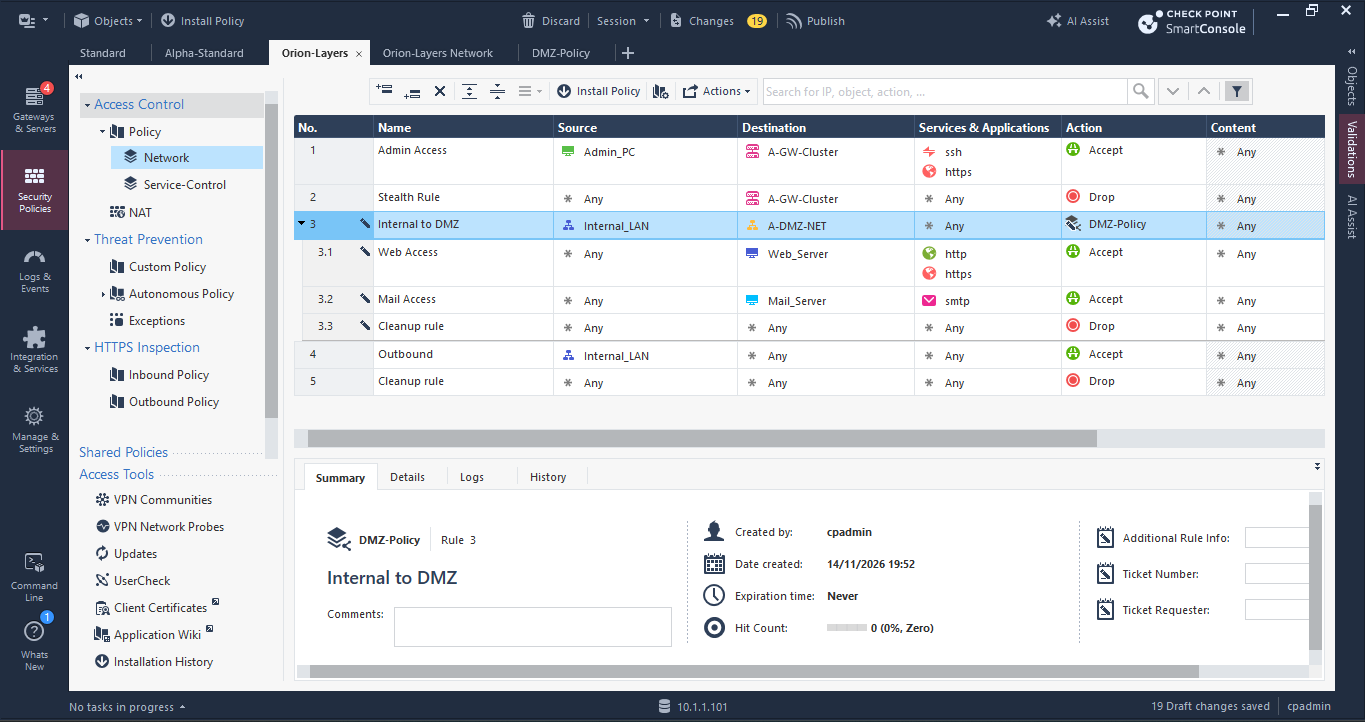 Objects
Install Policy
Discard
Session
Changes 19
Publish
AI Assist
CHECK POINT
SmartConsole
Standard
Alpha-Standard
Orion-Layers ×
Orion-Layers Network
DMZ-Policy
+
4
Gateways
& Servers
Security
Policies
Logs &
Events
Integration
& Services
Manage &
Settings
Command
Line
1
Whats
New
Access Control
Policy
Network
Service-Control
NAT
Threat Prevention
Custom Policy
Autonomous Policy
Exceptions
HTTPS Inspection
Inbound Policy
Outbound Policy
Shared Policies
Access Tools
VPN Communities
VPN Network Probes
Updates
UserCheck
Client Certificates
Application Wiki
Installation History
Install Policy
Actions
Search for IP, object, action, ...
No. Name Source Destination Services & Applications Action Content
1 Admin Access Admin_PC A-GW-Cluster ssh Accept * Any
https
2 Stealth Rule * Any A-GW-Cluster * Any Drop * Any
3 Internal to DMZ Internal_LAN A-DMZ-NET * Any DMZ-Policy * Any
3.1 Web Access * Any Web_Server http Accept * Any
https
3.2 Mail Access * Any Mail_Server smtp Accept * Any
3.3 Cleanup rule * Any * Any * Any Drop * Any
4 Outbound Internal_LAN * Any * Any Accept * Any
5 Cleanup rule * Any * Any * Any Drop * Any
Summary
Details
Logs
History
DMZ-Policy
Rule 3
Internal to DMZ
Comments:
Created by: cpadmin
Date created: 14/11/2026 19:52
Expiration time: Never
Hit Count: 0 (0%, Zero)
Additional Rule Info:
Ticket Number:
Ticket Requester:
Objects
Validations
AI Assist
No tasks in progress
10.1.1.101
19 Draft changes saved
cpadmin